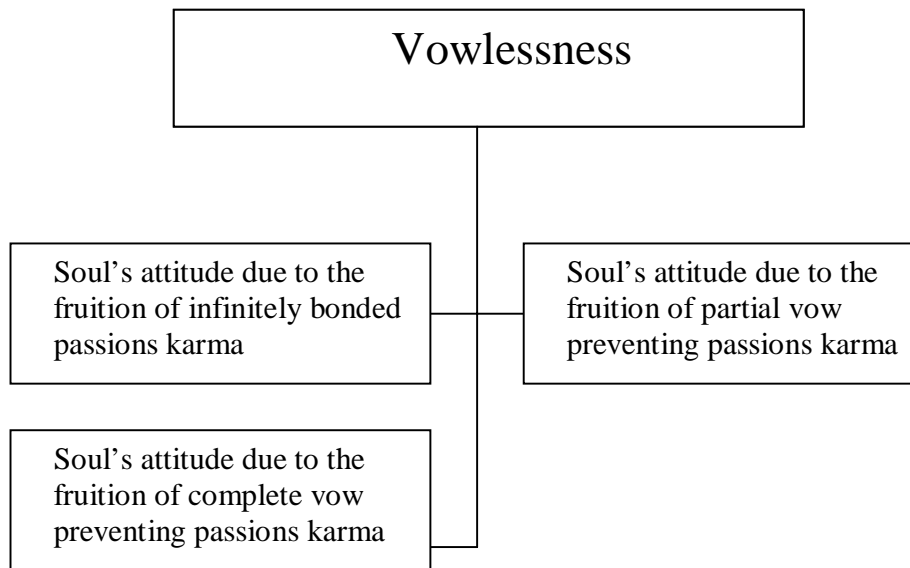 Vowlessness
Soul’s attitude due to the
fruition of infinitely bonded
passions karma
Soul’s attitude due to the
fruition of partial vow
preventing passions karma
Soul’s attitude due to the
fruition of complete vow
preventing passions karma